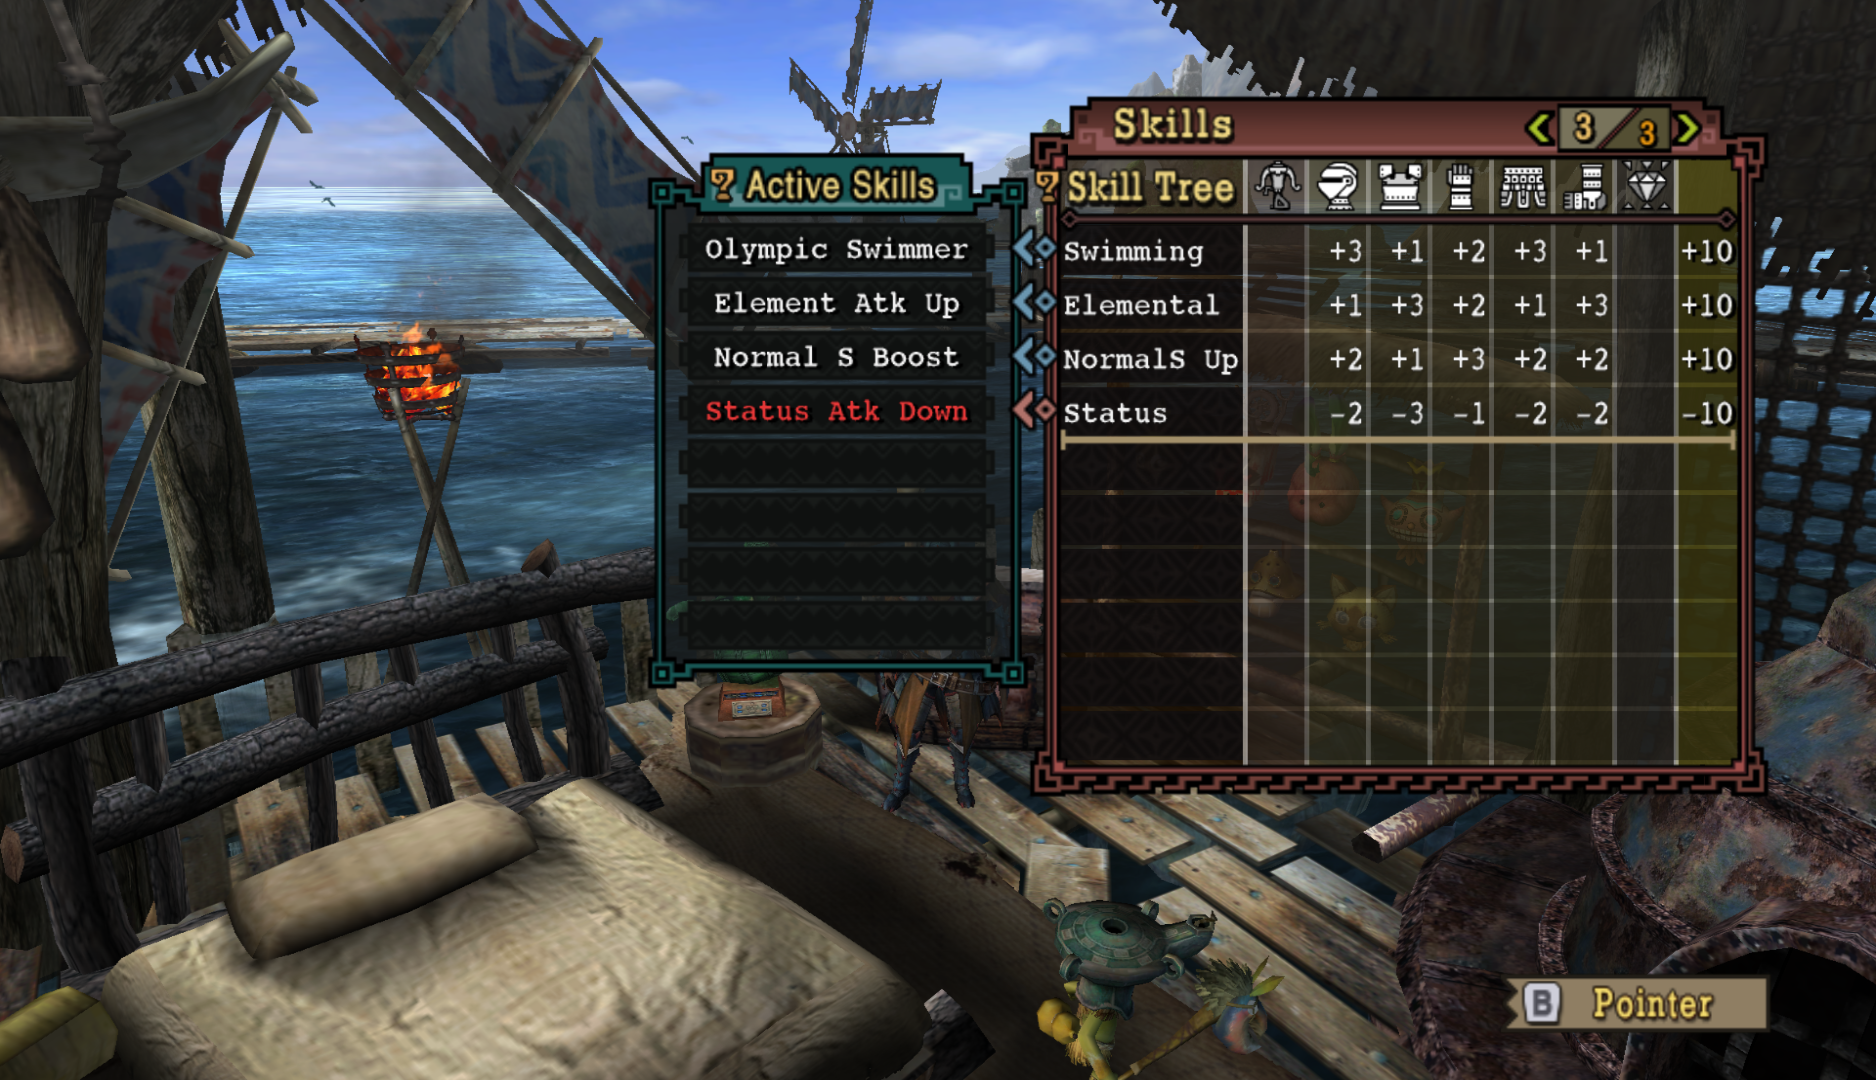 Skills 3/3
? Active Skills
? Skill Tree
Olympic Swimmer
Element Atk Up
Normal S Boost
Status Atk Down
Swimming +3 +1 +2 +3 +1 +10
Elemental +1 +3 +2 +1 +3 +10
NormalS Up +2 +1 +3 +2 +2 +10
Status -2 -3 -1 -2 -2 -10
B Pointer